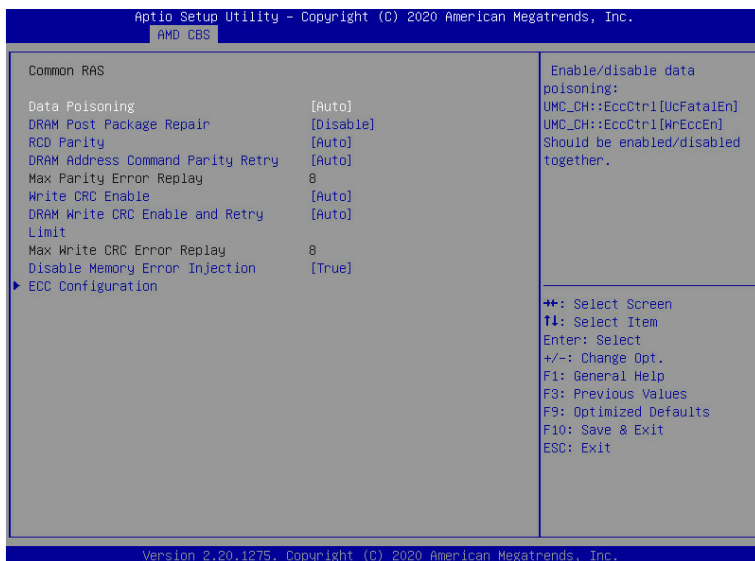 Aptio Setup Utility – Copyright (C) 2020 American Megatrends, Inc.
AMD CBS
Common RAS
Data Poisoning [Auto]
DRAM Post Package Repair [Disable]
RCD Parity [Auto]
DRAM Address Command Parity Retry [Auto]
Max Parity Error Replay 8
Write CRC Enable [Auto]
DRAM Write CRC Enable and Retry [Auto]
Limit
Max Write CRC Error Replay 8
Disable Memory Error Injection [True]
ECC Configuration
Enable/disable data
poisoning:
UMC_CH::EccCtrl[UcFatalEn]
UMC_CH::EccCtrl[WrEccEn]
Should be enabled/disabled
together.
→←: Select Screen
↑↓: Select Item
Enter: Select
+/-: Change Opt.
F1: General Help
F3: Previous Values
F9: Optimized Defaults
F10: Save & Exit
ESC: Exit
Version 2.20.1275. Copyright (C) 2020 American Megatrends, Inc.